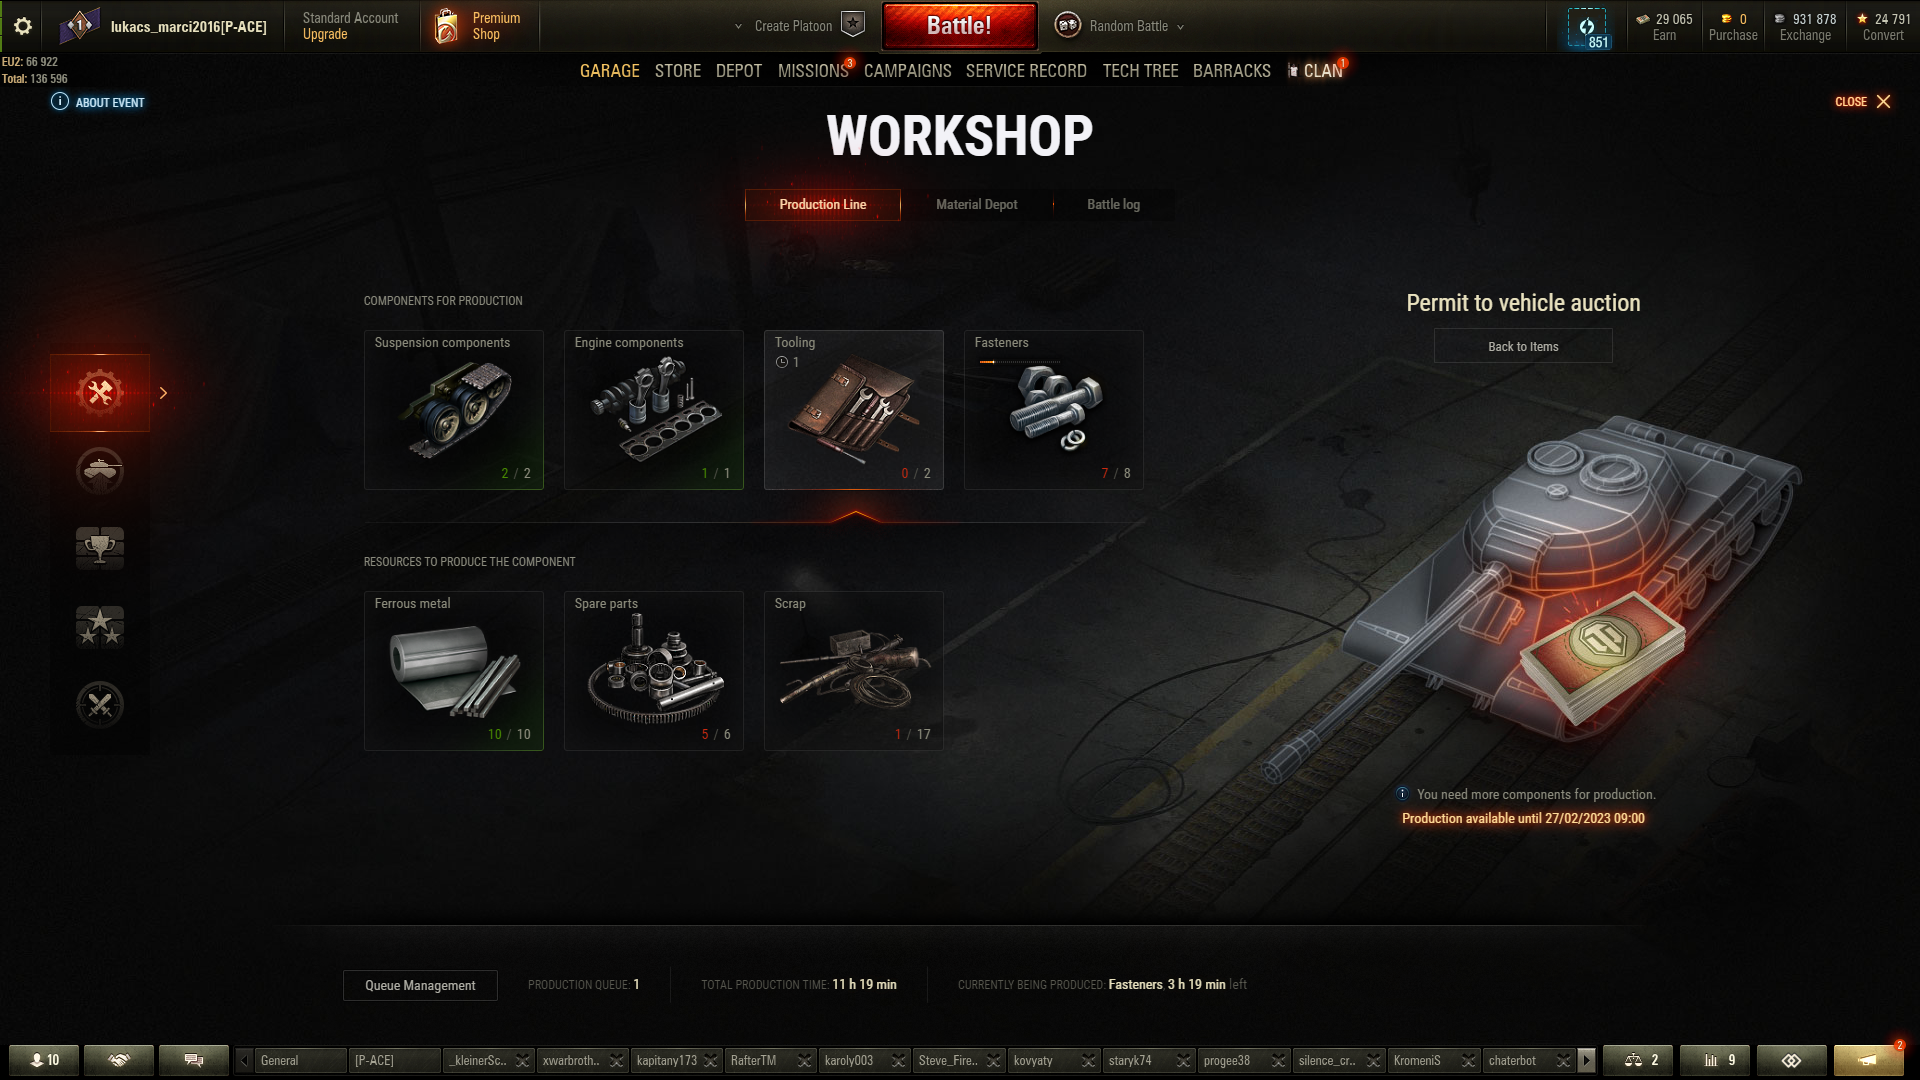 lukacs_marci2016[P-ACE]
Standard Account
Upgrade
Premium
Shop
Create Platoon
Battle!
Random Battle
851
29 065
Earn
0
Purchase
931 878
Exchange
24 791
Convert
EU2: 66 922
Total: 136 596
GARAGE
STORE
DEPOT
MISSIONS
3
CAMPAIGNS
SERVICE RECORD
TECH TREE
BARRACKS
CLAN
1
ABOUT EVENT
CLOSE
WORKSHOP
Production Line
Material Depot
Battle log
COMPONENTS FOR PRODUCTION
Suspension components
2 / 2
Engine components
1 / 1
Tooling
1
0 / 2
Fasteners
7 / 8
RESOURCES TO PRODUCE THE COMPONENT
Ferrous metal
10 / 10
Spare parts
5 / 6
Scrap
1 / 17
Permit to vehicle auction
Back to Items
You need more components for production.
Production available until 27/02/2023 09:00
Queue Management
PRODUCTION QUEUE: 1
TOTAL PRODUCTION TIME: 11 h 19 min
CURRENTLY BEING PRODUCED: Fasteners, 3 h 19 min left
10
General
[P-ACE]
_kleinerSc..
xwarbroth..
kapitany173
RafterTM
karoly003
Steve_Fire..
kovyaty
staryk74
progee38
silence_cr..
KromeniS
chaterbot
2
9
2